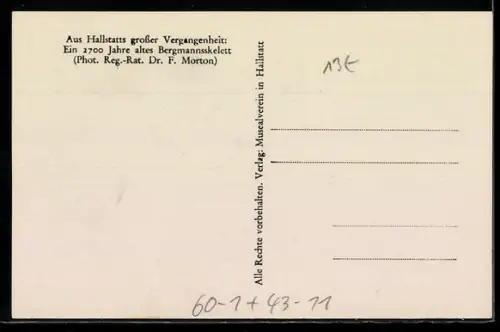 Aus Hallstatts großer Vergangenheit:
Ein 2700 Jahre altes Bergmannsskelett
(Phot. Reg.-Rat. Dr. F. Morton)
Alle Rechte vorbehalten. Verlag: Musealverein in Hallstatt
13€
60-1+43-11